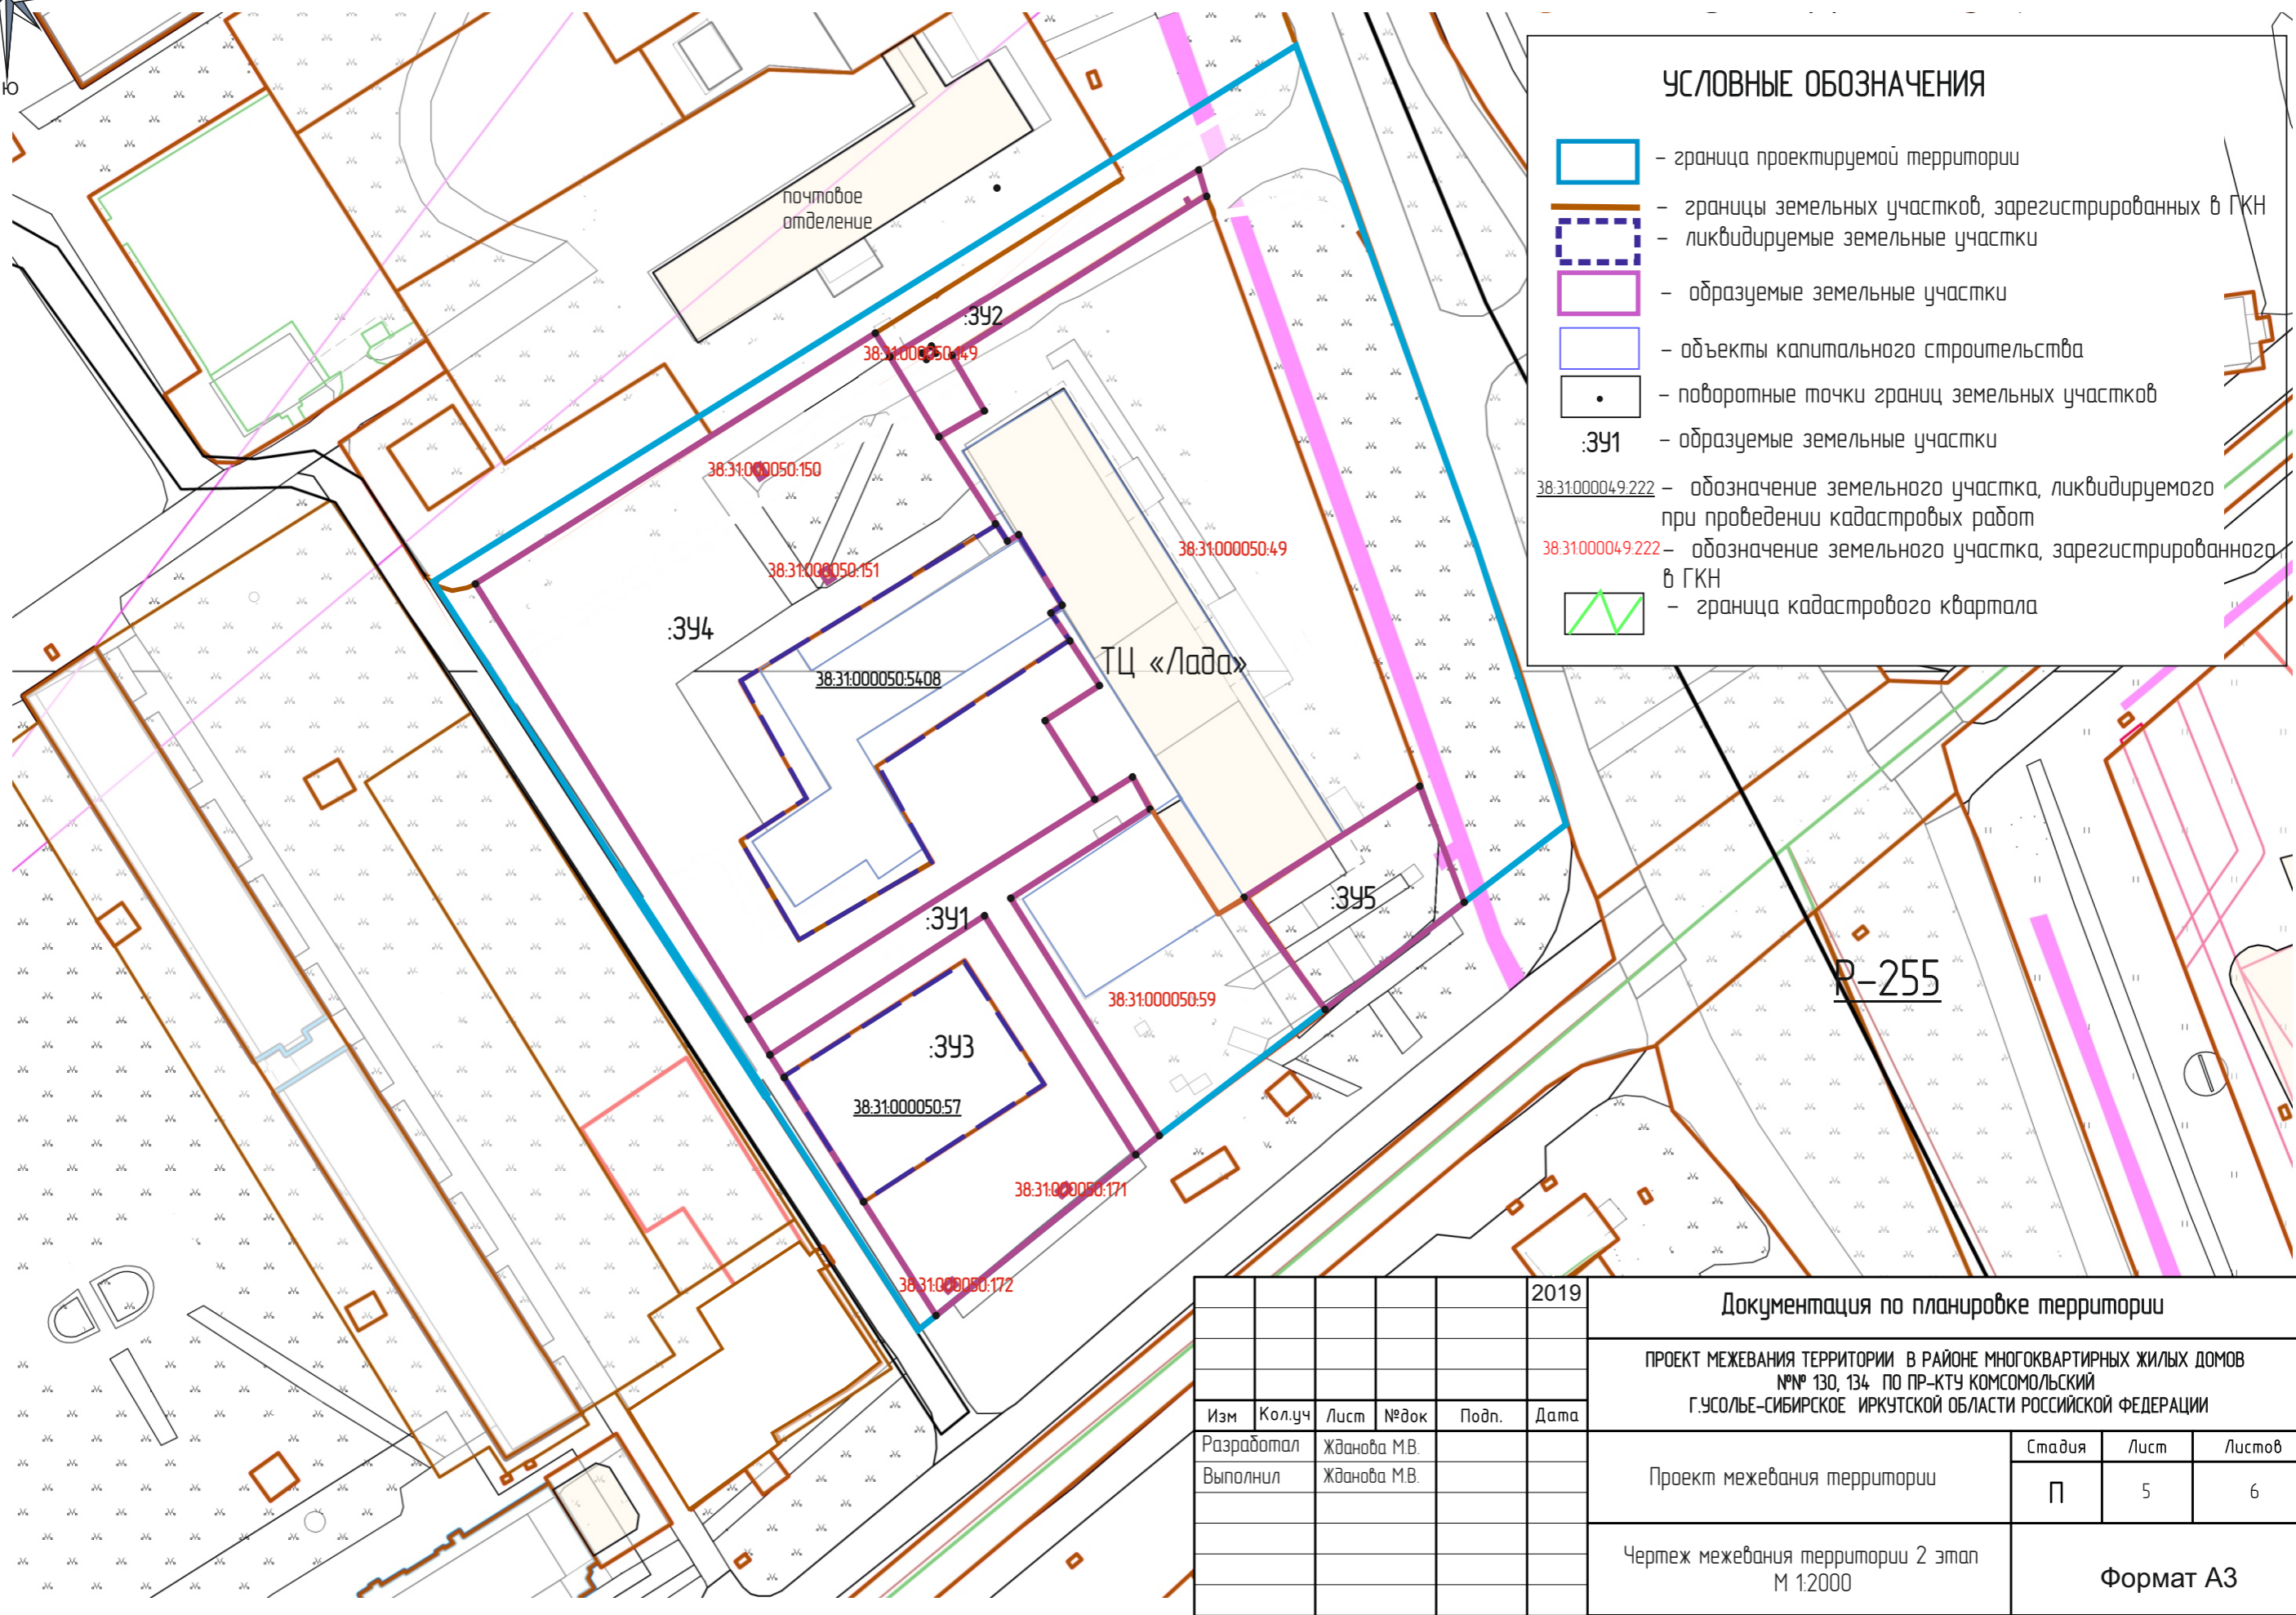 Ю
УСЛОВНЫЕ ОБОЗНАЧЕНИЯ
– граница проектируемой территории
– границы земельных участков, зарегистрированных в ГКН
– ликвидируемые земельные участки
– образуемые земельные участки
– объекты капитального строительства
– поворотные точки границ земельных участков
:ЗУ1 – образуемые земельные участки
38:31:000049:222 – обозначение земельного участка, ликвидируемого
при проведении кадастровых работ
38:31:000049:222 – обозначение земельного участка, зарегистрированного
в ГКН
– граница кадастрового квартала
почтовое
отделение
:ЗУ2
38:31:000050:149
38:31:000050:150
38:31:000050:49
38:31:000050:151
:ЗУ4
ТЦ «Лада»
38:31:000050:5408
:ЗУ5
:ЗУ1
Р-255
38:31:000050:59
:ЗУ3
38:31:000050:57
38:31:000050:171
38:31:000050:172
2019
Документация по планировке территории
ПРОЕКТ МЕЖЕВАНИЯ ТЕРРИТОРИИ В РАЙОНЕ МНОГОКВАРТИРНЫХ ЖИЛЫХ ДОМОВ
№№ 130, 134 ПО ПР-КТУ КОМСОМОЛЬСКИЙ
Г.УСОЛЬЕ-СИБИРСКОЕ ИРКУТСКОЙ ОБЛАСТИ РОССИЙСКОЙ ФЕДЕРАЦИИ
Изм Кол.уч Лист №док Подп. Дата
Разработал Жданова М.В.
Выполнил Жданова М.В.
Проект межевания территории
Стадия Лист Листов
П 5 6
Чертеж межевания территории 2 этап
М 1:2000
Формат А3